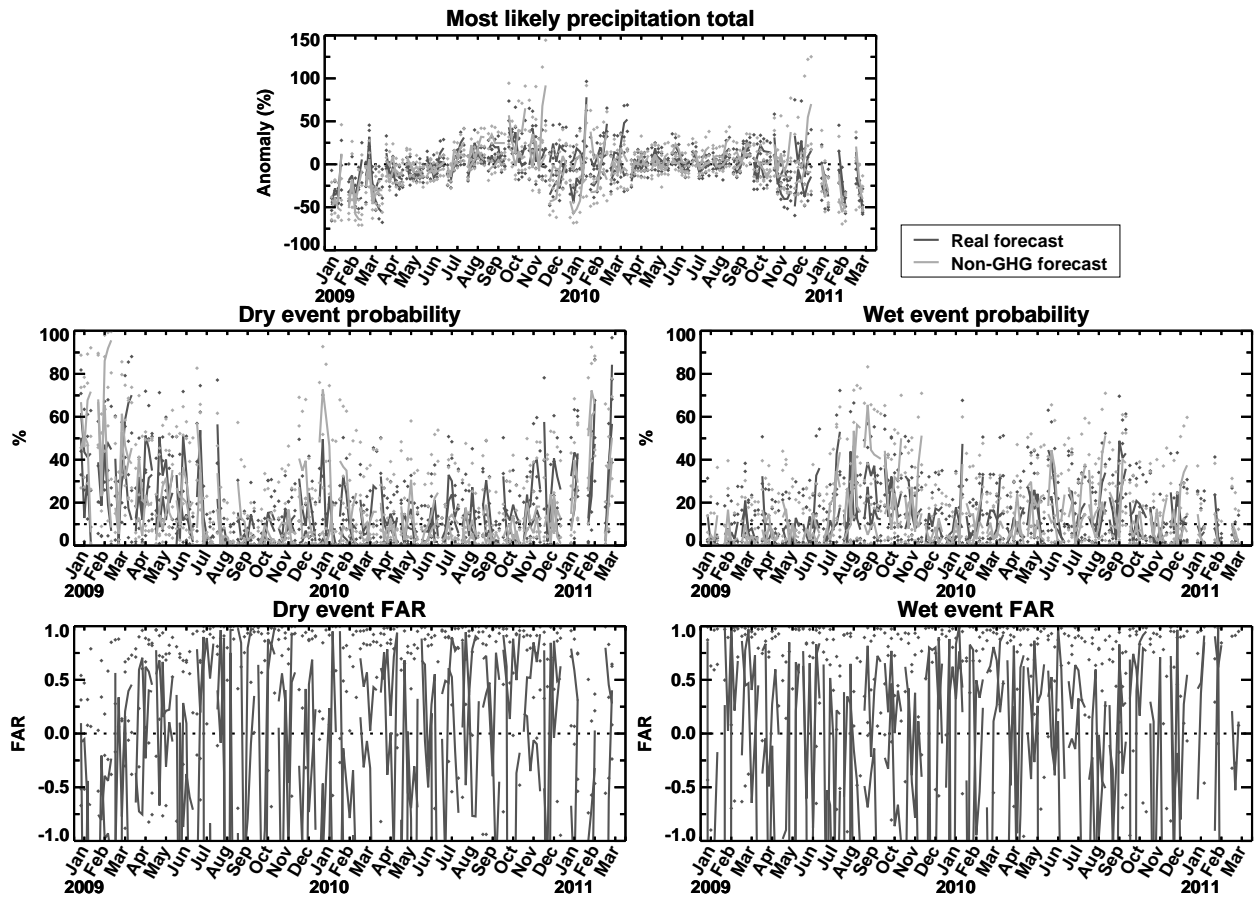 Most likely precipitation total
150
100
50
0
-50
-100
Anomaly (%)
Jan Feb Mar Apr May Jun Jul Aug Sep Oct Nov Dec Jan Feb Mar Apr May Jun Jul Aug Sep Oct Nov Dec Jan Feb Mar
2009 2010 2011
Real forecast
Non-GHG forecast
Dry event probability
100
80
60
40
20
0
%
Jan Feb Mar Apr May Jun Jul Aug Sep Oct Nov Dec Jan Feb Mar Apr May Jun Jul Aug Sep Oct Nov Dec Jan Feb Mar
2009 2010 2011
Wet event probability
100
80
60
40
20
0
%
Jan Feb Mar Apr May Jun Jul Aug Sep Oct Nov Dec Jan Feb Mar Apr May Jun Jul Aug Sep Oct Nov Dec Jan Feb Mar
2009 2010 2011
Dry event FAR
1.0
0.5
0.0
-0.5
-1.0
FAR
Jan Feb Mar Apr May Jun Jul Aug Sep Oct Nov Dec Jan Feb Mar Apr May Jun Jul Aug Sep Oct Nov Dec Jan Feb Mar
2009 2010 2011
Wet event FAR
1.0
0.5
0.0
-0.5
-1.0
FAR
Jan Feb Mar Apr May Jun Jul Aug Sep Oct Nov Dec Jan Feb Mar Apr May Jun Jul Aug Sep Oct Nov Dec Jan Feb Mar
2009 2010 2011